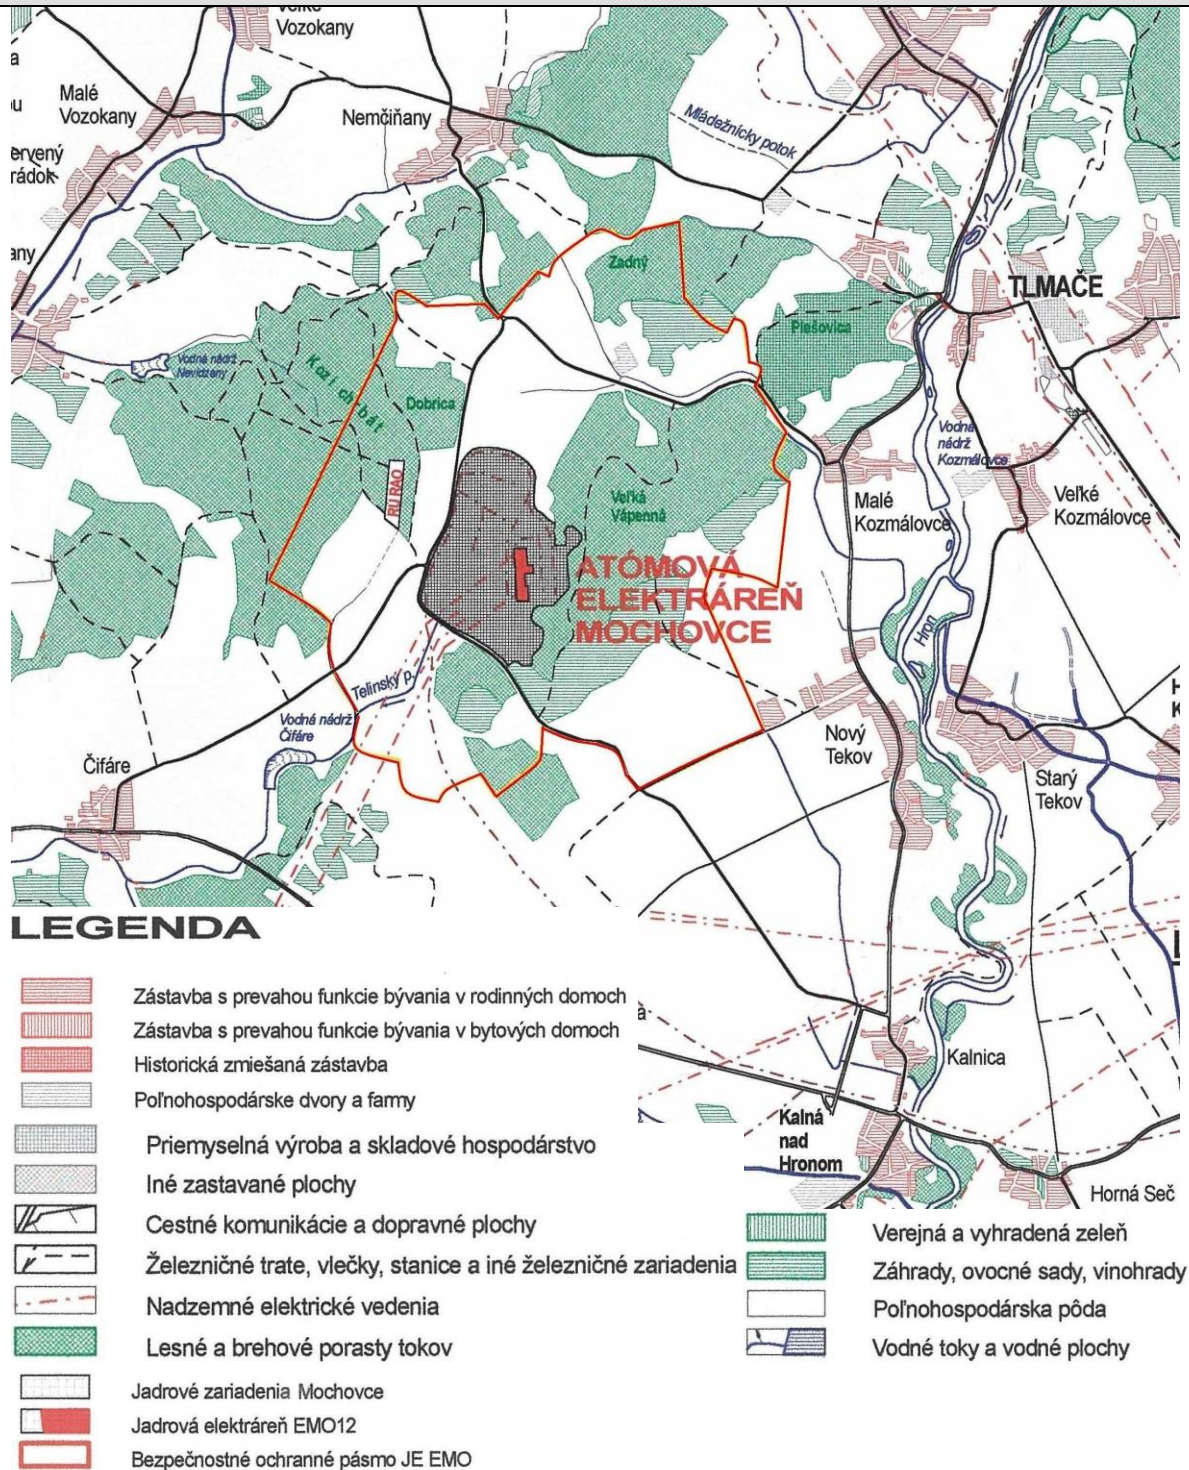 Veľké
Vozokany
Malé
Vozokany
Nemčiňany
Mládežnícky potok
ervený
rádok
any
Zadný
TLMAČE
Plešovica
Vodná nádrž
Nevidzany
Kozí chrbát
Dobrica
Vodná
nádrž
Kozmálovce
RU RAO
Veľká
Vápenná
Malé
Kozmálovce
Veľké
Kozmálovce
ATÓMOVÁ
ELEKTRÁREŇ
MOCHOVCE
Hron
Telinský p.
Vodná nádrž
Čifáre
Čifáre
Nový
Tekov
Starý
Tekov
H
K
L
Kalnica
Kalná
nad
Hronom
Horná Seč
LEGENDA
Zástavba s prevahou funkcie bývania v rodinných domoch
Zástavba s prevahou funkcie bývania v bytových domoch
Historická zmiešaná zástavba
Poľnohospodárske dvory a farmy
Priemyselná výroba a skladové hospodárstvo
Iné zastavané plochy
Cestné komunikácie a dopravné plochy
Železničné trate, vlečky, stanice a iné železničné zariadenia
Nadzemné elektrické vedenia
Lesné a brehové porasty tokov
Jadrové zariadenia Mochovce
Jadrová elektráreň EMO12
Bezpečnostné ochranné pásmo JE EMO
Verejná a vyhradená zeleň
Záhrady, ovocné sady, vinohrady
Poľnohospodárska pôda
Vodné toky a vodné plochy